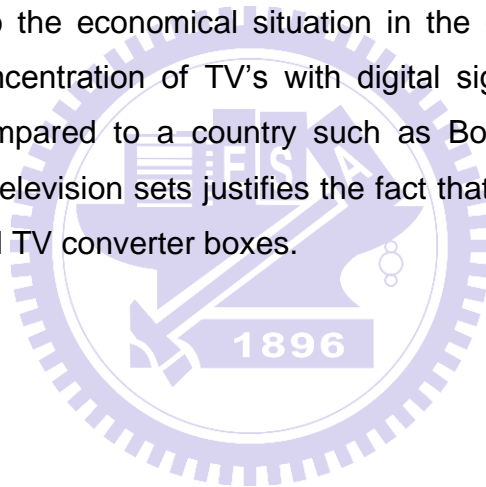 o the economical situation in the
ncentration of TV's with digital sig
mpared to a country such as Bo
elevision sets justifies the fact that
l TV converter boxes.
E S A
1896